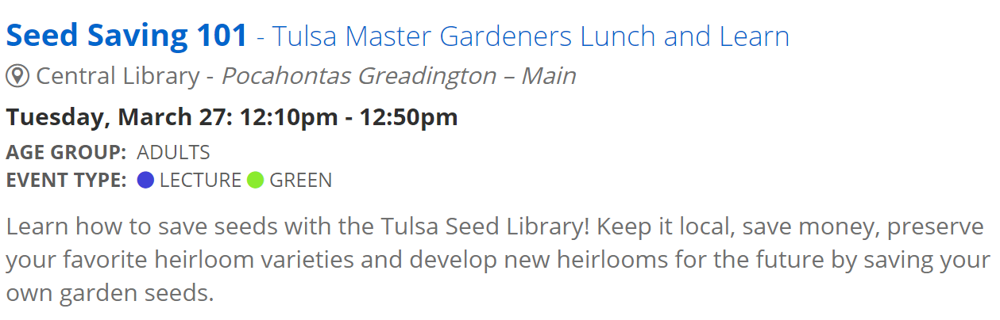 Seed Saving 101 - Tulsa Master Gardeners Lunch and Learn
Central Library - Pocahontas Greadington – Main
Tuesday, March 27: 12:10pm - 12:50pm
AGE GROUP: ADULTS
EVENT TYPE: LECTURE GREEN
Learn how to save seeds with the Tulsa Seed Library! Keep it local, save money, preserve
your favorite heirloom varieties and develop new heirlooms for the future by saving your
own garden seeds.